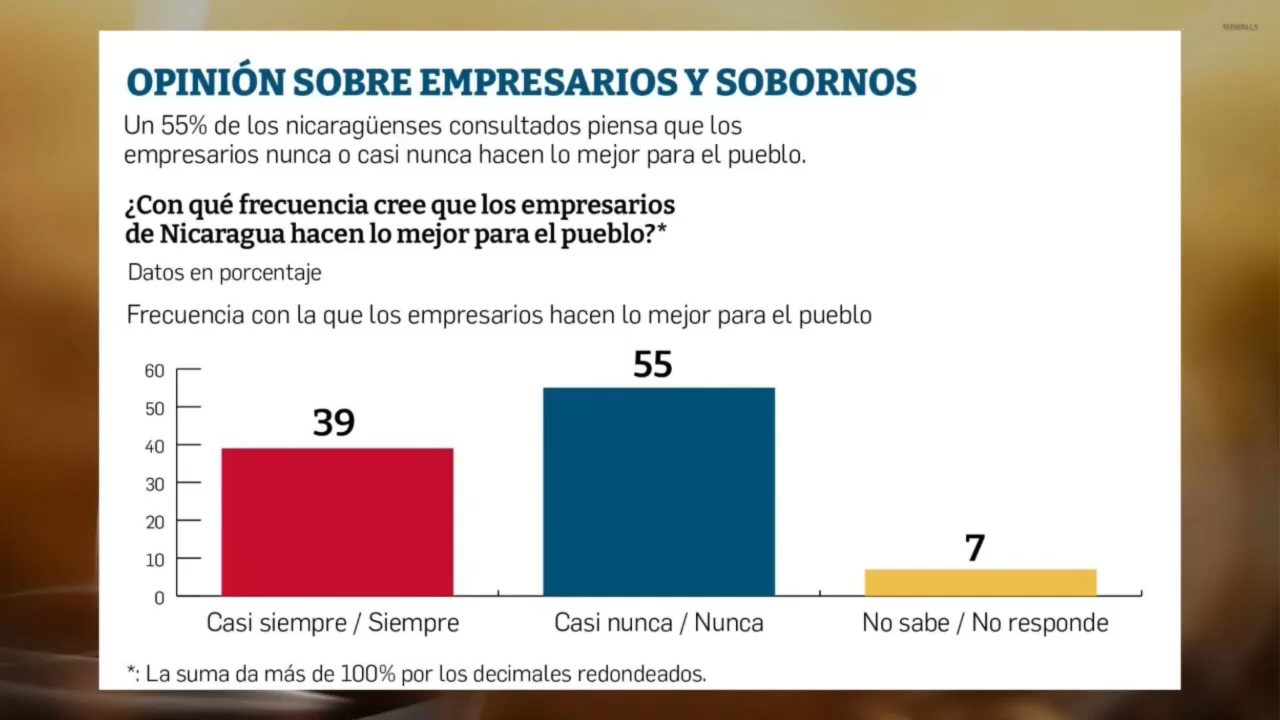 OPINIÓN SOBRE EMPRESARIOS Y SOBORNOS
Un 55% de los nicaragüenses consultados piensa que los
empresarios nunca o casi nunca hacen lo mejor para el pueblo.
¿Con qué frecuencia cree que los empresarios
de Nicaragua hacen lo mejor para el pueblo?*
Datos en porcentaje
Frecuencia con la que los empresarios hacen lo mejor para el pueblo
60
50
40
30
20
10
0
39
55
7
Casi siempre / Siempre
Casi nunca / Nunca
No sabe / No responde
*: La suma da más de 100% por los decimales redondeados.